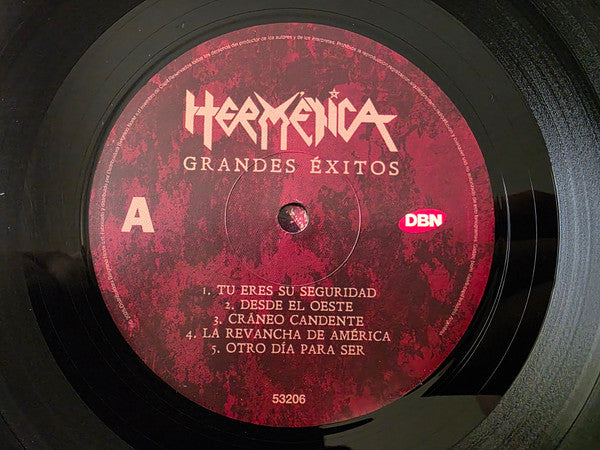 HERMÉTICA
GRANDES ÉXITOS
A
DBN
1. TU ERES SU SEGURIDAD
2. DESDE EL OESTE
3. CRÁNEO CANDENTE
4. LA REVANCHA DE AMÉRICA
5. OTRO DÍA PARA SER
53206